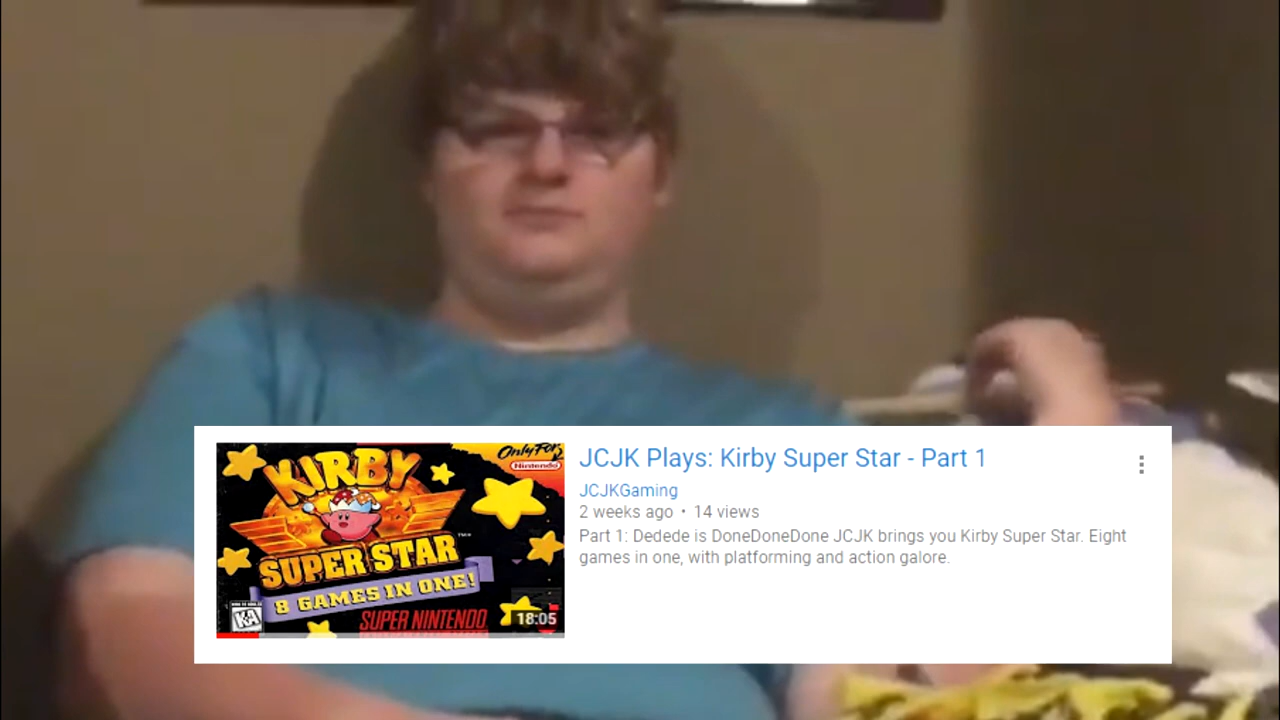 JCJK Plays: Kirby Super Star - Part 1
JCJKGaming
2 weeks ago • 14 views
Part 1: Dedede is DoneDoneDone JCJK brings you Kirby Super Star. Eight
games in one, with platforming and action galore.
Only For
Nintendo
KIRBY
SUPER STAR™
8 GAMES IN ONE!
KA
SUPER NINTENDO
18:05